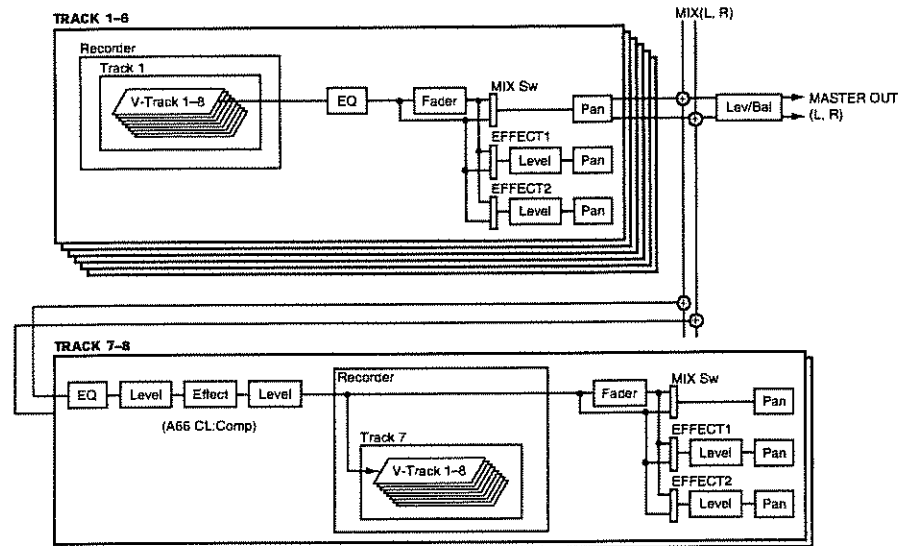 MIX(L, R)
TRACK 1–6
Recorder
Track 1
V-Track 1–8
EQ
Fader
MIX Sw
Pan
Lev/Bal
MASTER OUT
(L, R)
EFFECT1
Level
Pan
EFFECT2
Level
Pan
TRACK 7–8
EQ
Level
Effect
Level
(A66 CL:Comp)
Recorder
Track 7
V-Track 1–8
Fader
MIX Sw
Pan
EFFECT1
Level
Pan
EFFECT2
Level
Pan